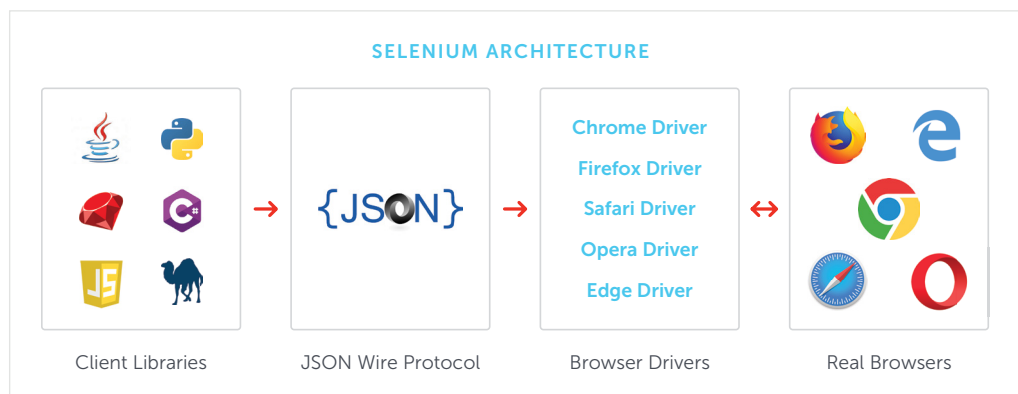 SELENIUM ARCHITECTURE
C#
JS
{JSON}
Chrome Driver
Firefox Driver
Safari Driver
Opera Driver
Edge Driver
Client Libraries
JSON Wire Protocol
Browser Drivers
Real Browsers